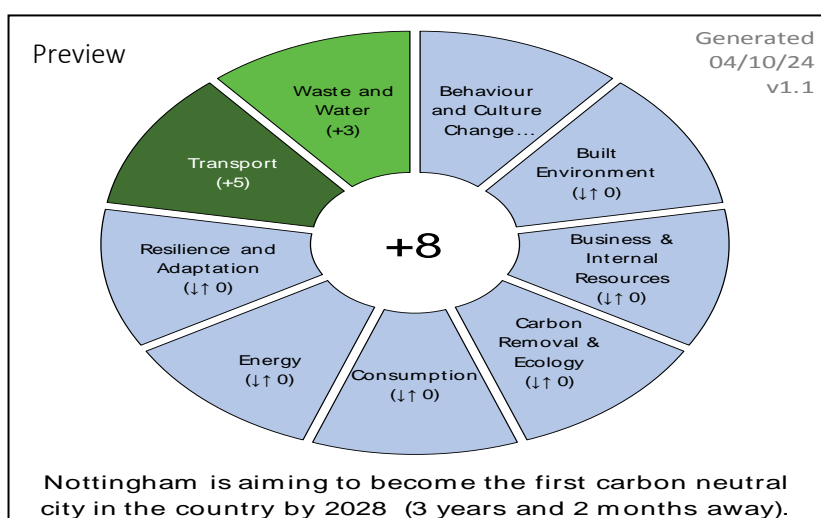 Preview
Generated
04/10/24
v1.1
Waste and
Water
(+3)
Behaviour
and Culture
Change...
Built
Environment
(↓↑ 0)
Business &
Internal
Resources
(↓↑ 0)
Carbon
Removal &
Ecology
(↓↑ 0)
Consumption
(↓↑ 0)
Energy
(↓↑ 0)
Resilience and
Adaptation
(↓↑ 0)
Transport
(+5)
+8
Nottingham is aiming to become the first carbon neutral
city in the country by 2028 (3 years and 2 months away).